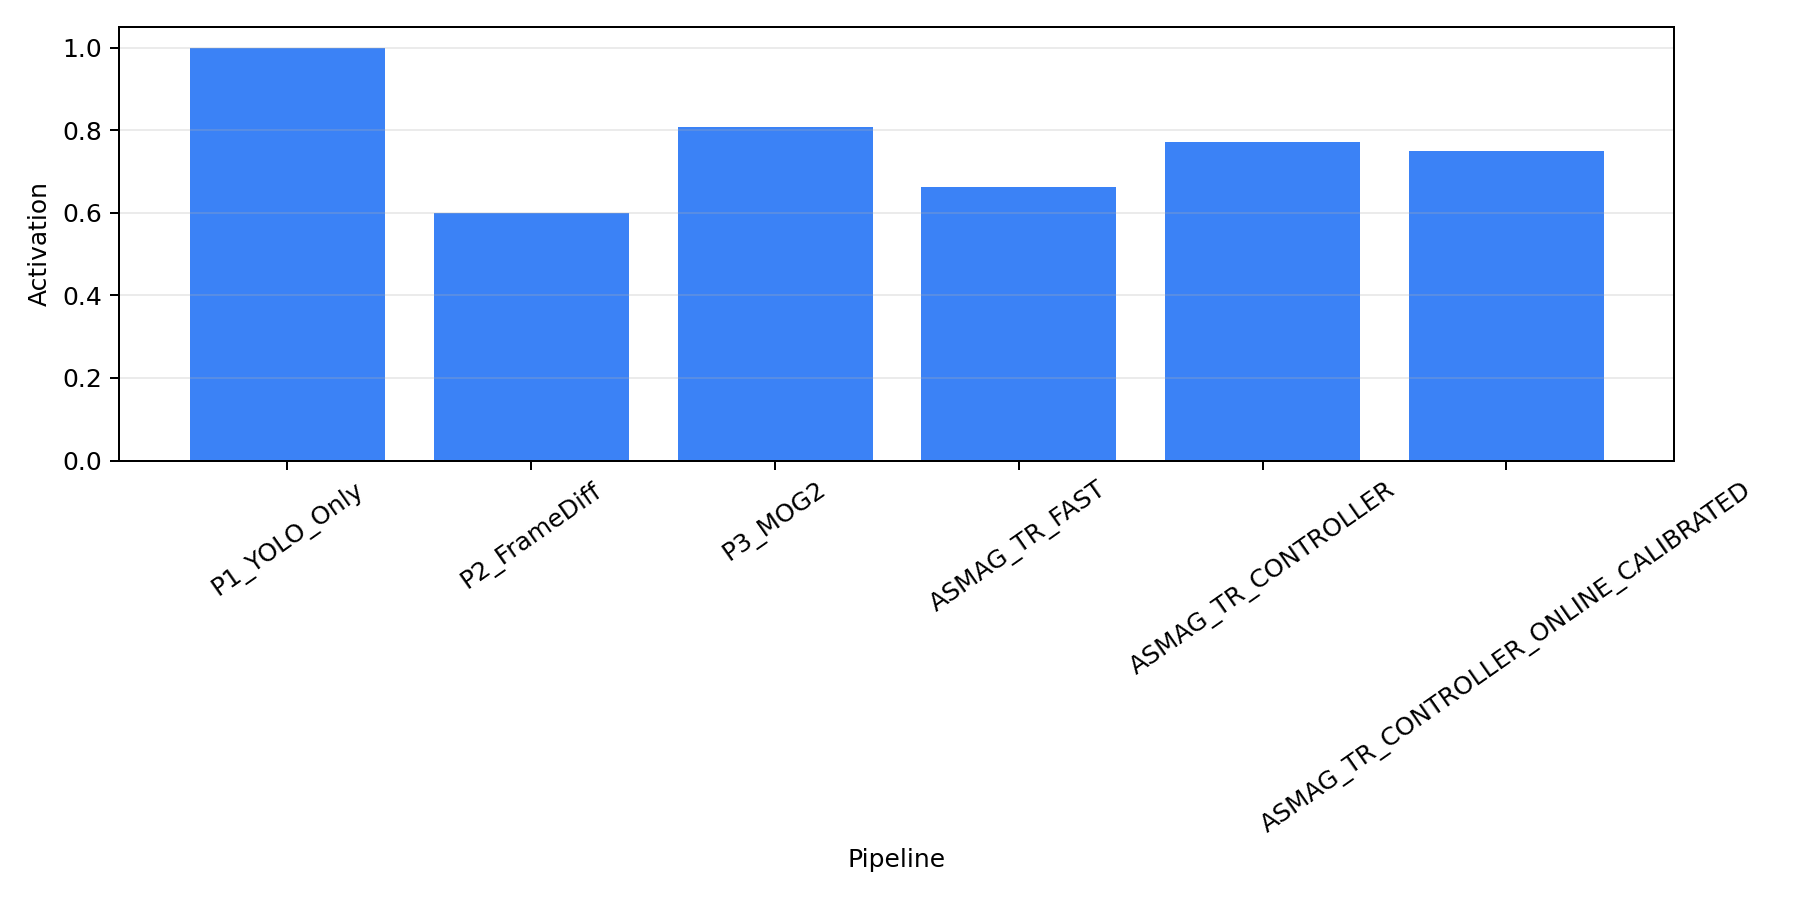 Activation
1.0
0.8
0.6
0.4
0.2
0.0
P1_YOLO_Only
P2_FrameDiff
P3_MOG2
ASMAG_TR_FAST
ASMAG_TR_CONTROLLER
ASMAG_TR_CONTROLLER_ONLINE_CALIBRATED
Pipeline